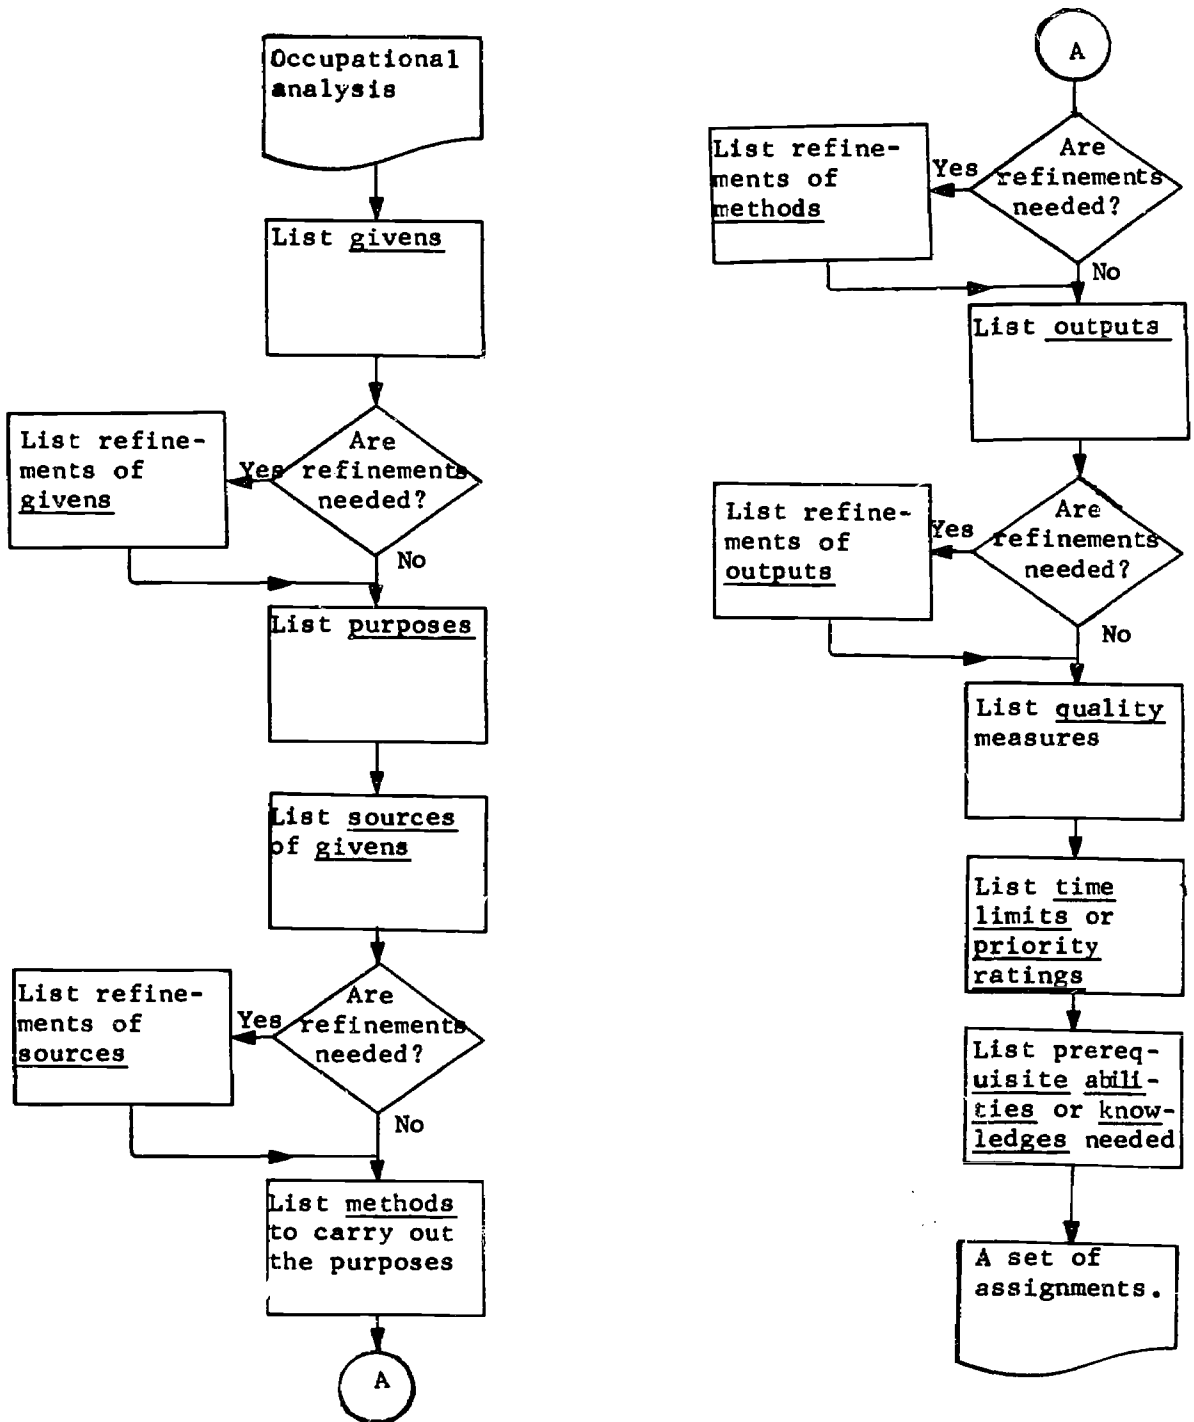 Occupational
analysis
List givens
Are
refinements
needed?
Yes
No
List refine-
ments of
givens
List purposes
List sources
of givens
Are
refinements
needed?
Yes
No
List refine-
ments of
sources
List methods
to carry out
the purposes
A
A
Are
refinements
needed?
Yes
No
List refine-
ments of
methods
List outputs
Are
refinements
needed?
Yes
No
List refine-
ments of
outputs
List quality
measures
List time
limits or
priority
ratings
List prereq-
uisite abili-
ties or know-
ledges needed
A set of
assignments.